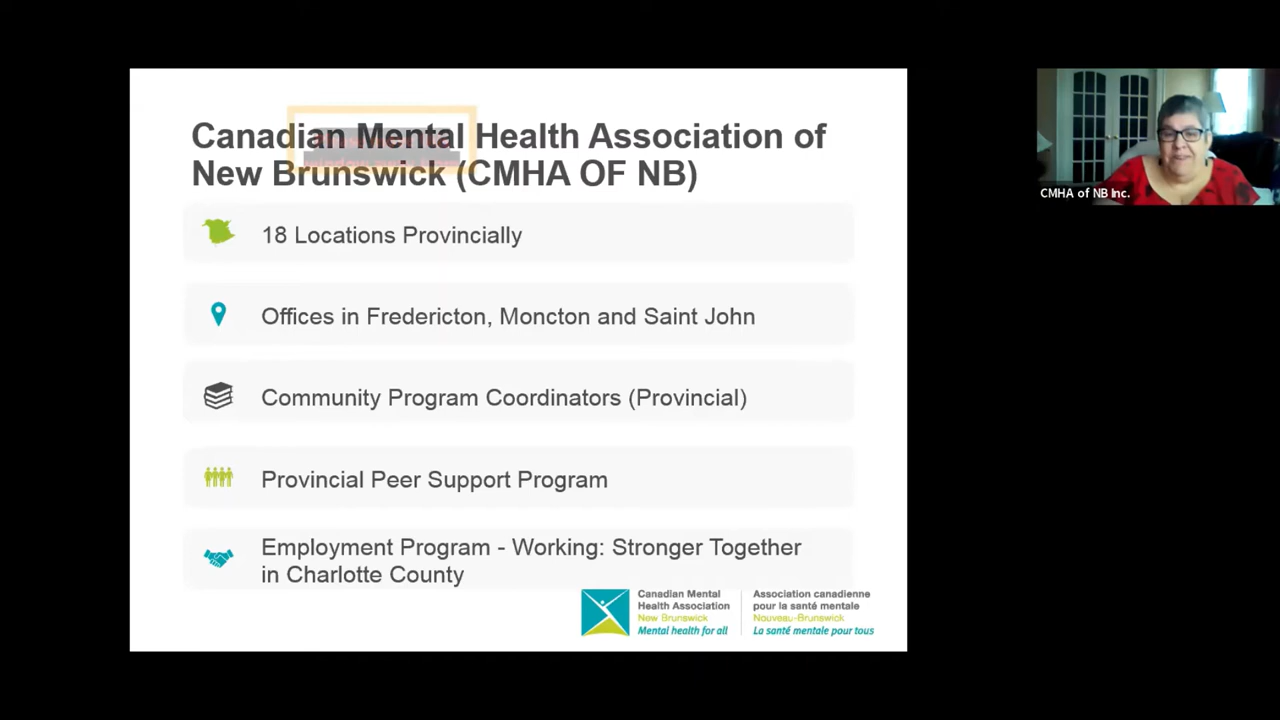 Canadian Mental Health Association of
New Brunswick (CMHA OF NB)
18 Locations Provincially
Offices in Fredericton, Moncton and Saint John
Community Program Coordinators (Provincial)
Provincial Peer Support Program
Employment Program - Working: Stronger Together
in Charlotte County
Canadian Mental
Health Association
New Brunswick
Mental health for all
Association canadienne
pour la santé mentale
Nouveau-Brunswick
La santé mentale pour tous
CMHA of NB Inc.